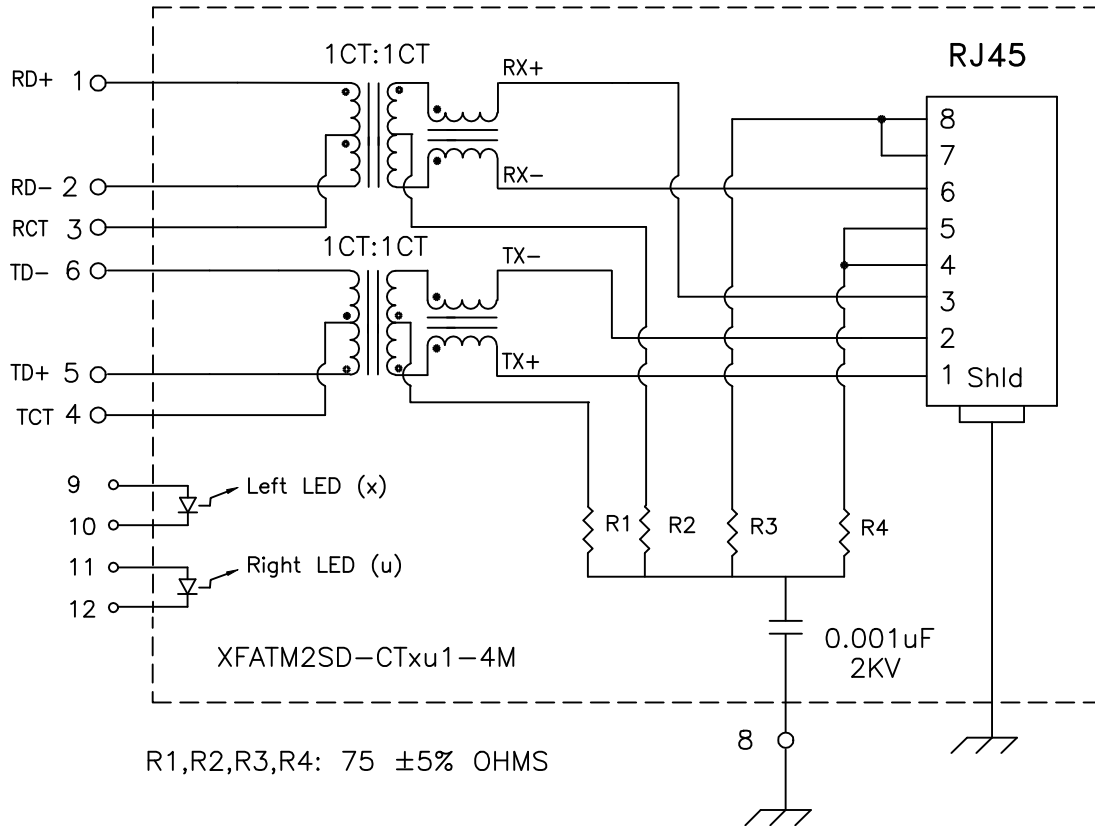 1CT:1CT
RJ45
RD+ 1
RX+
8
7
RD- 2
RX-
6
RCT 3
5
1CT:1CT
TD- 6
TX-
4
3
2
TD+ 5
TX+
1 Shld
TCT 4
9
Left LED (x)
10
R1
R2
R3
R4
11
Right LED (u)
12
0.001uF
2KV
XFATM2SD-CTxu1-4M
8
R1,R2,R3,R4: 75 ±5% OHMS